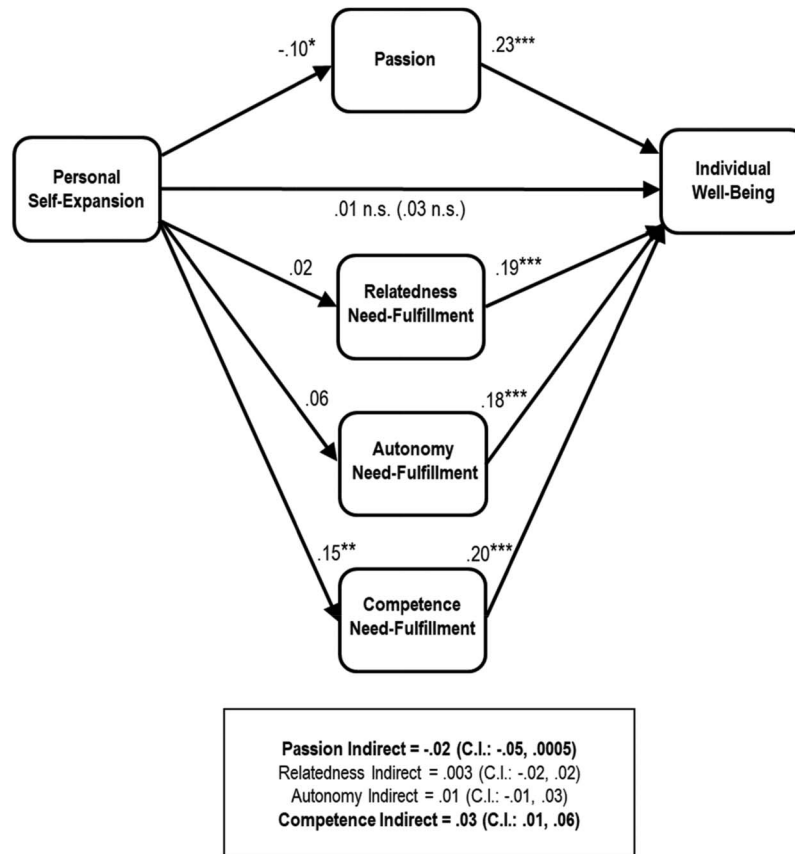 -.10*
.23***
Passion
Personal
Self-Expansion
Individual
Well-Being
.01 n.s. (.03 n.s.)
.02
.19***
Relatedness
Need-Fulfillment
.06
.18***
Autonomy
Need-Fulfillment
.15**
.20***
Competence
Need-Fulfillment
Passion Indirect = -.02 (C.I.: -.05, .0005)
Relatedness Indirect = .003 (C.I.: -.02, .02)
Autonomy Indirect = .01 (C.I.: -.01, .03)
Competence Indirect = .03 (C.I.: .01, .06)